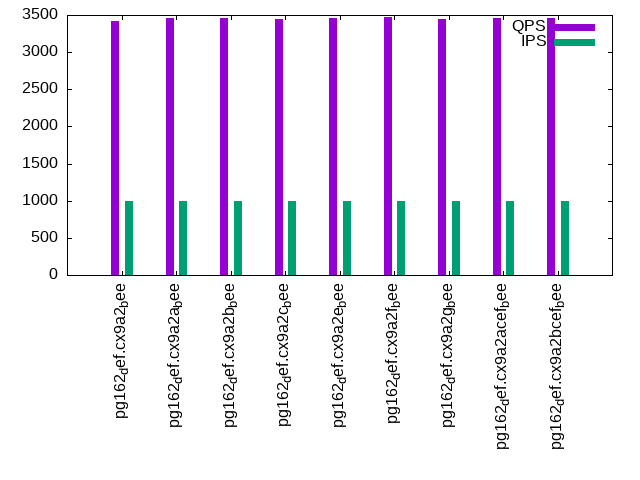 3500
3000
2500
2000
1500
1000
500
0
QPS
IPS
pg162def.cx9a2bee
pg162def.cx9a2abee
pg162def.cx9a2bbee
pg162def.cx9a2cbee
pg162def.cx9a2ebee
pg162def.cx9a2fbee
pg162def.cx9a2gbee
pg162def.cx9a2acefbee
pg162def.cx9a2bcefbee